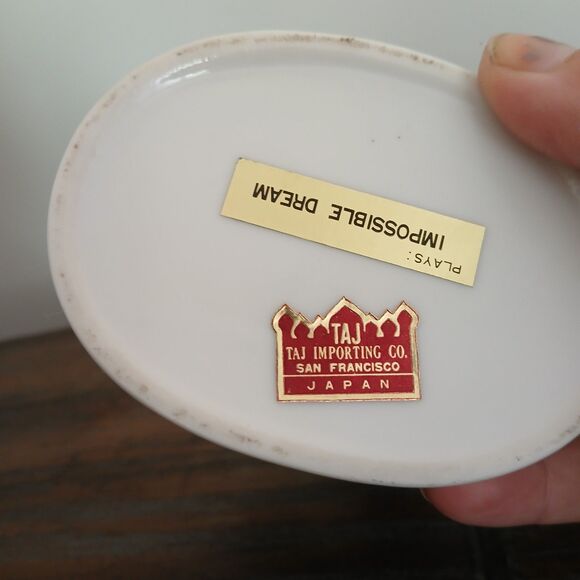 PLAYS:
IMPOSSIBLE DREAM
TAJ
TAJ IMPORTING CO.
SAN FRANCISCO
JAPAN